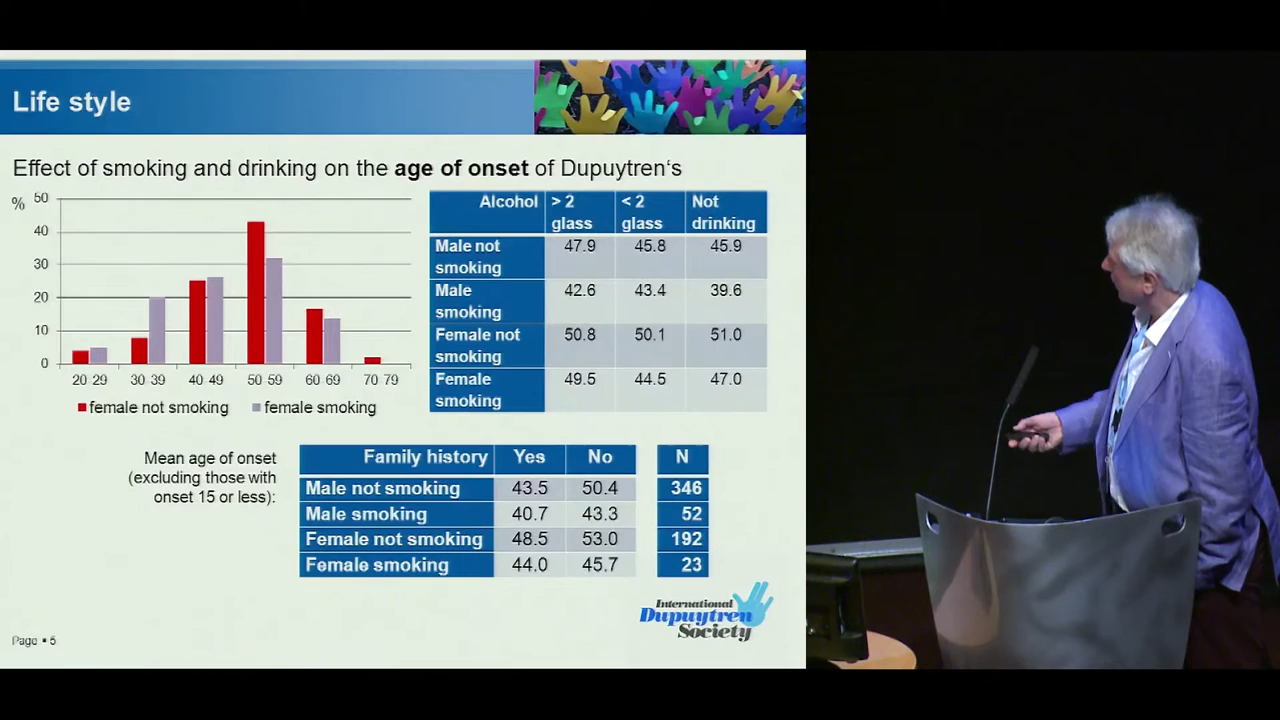 Life style
Effect of smoking and drinking on the age of onset of Dupuytren's
%
50
40
30
20
10
0
20 29 30 39 40 49 50 59 60 69 70 79
female not smoking female smoking
Alcohol > 2 glass < 2 glass Not drinking
Male not smoking 47.9 45.8 45.9
Male smoking 42.6 43.4 39.6
Female not smoking 50.8 50.1 51.0
Female smoking 49.5 44.5 47.0
Mean age of onset
(excluding those with
onset 15 or less):
Family history Yes No N
Male not smoking 43.5 50.4 346
Male smoking 40.7 43.3 52
Female not smoking 48.5 53.0 192
Female smoking 44.0 45.7 23
International
Dupuytren
Society
Page ▪ 5